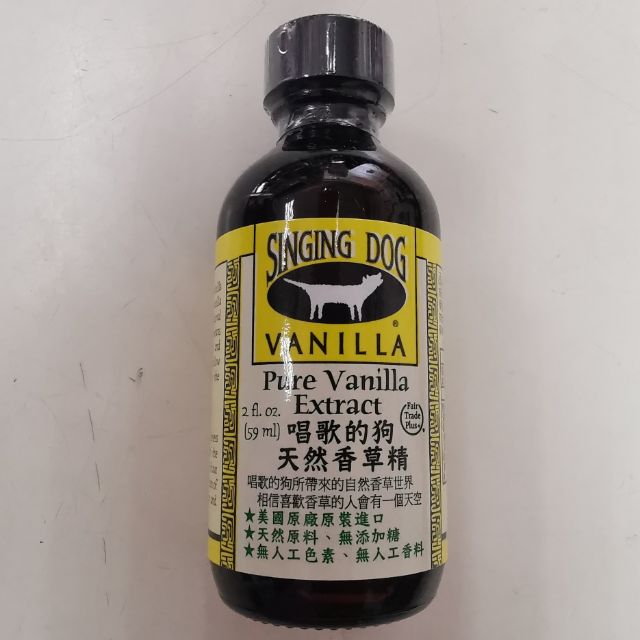 SINGING DOG
®
VANILLA
Pure Vanilla
Extract
2 fl. oz.
(59 ml)
Fair
Trade
Plus+
唱歌的狗
天然香草精
唱歌的狗所帶來的自然香草世界
相信喜歡香草的人會有一個天空
★美國原廠原裝進口
★天然原料、無添加糖
★無人工色素、無人工香料